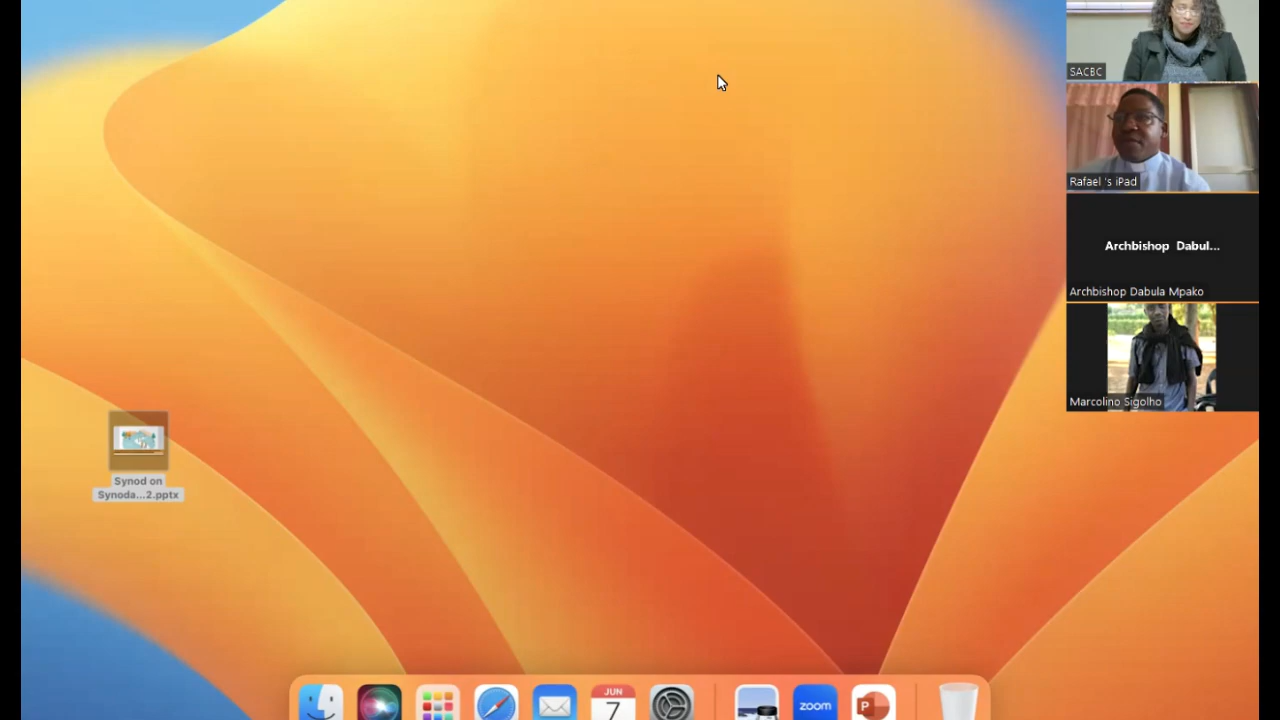 SACBC
Rafael 's iPad
Archbishop Dabul...
Archbishop Dabula Mpako
Marcolino Sigolho
Synod on
Synoda...2.pptx
JUN
7
zoom
P